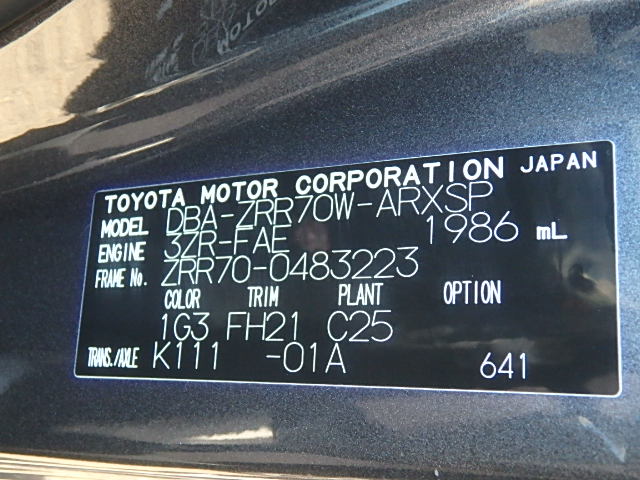 TOYOTA MOTOR CORPORATION JAPAN
MODEL DBA-ZRR70W-ARXSP
ENGINE 3ZR-FAE 1986 mL
FRAME No. ZRR70-0483223
COLOR TRIM PLANT OPTION
1G3 FH21 C25
TRANS./AXLE K111 -01A 641